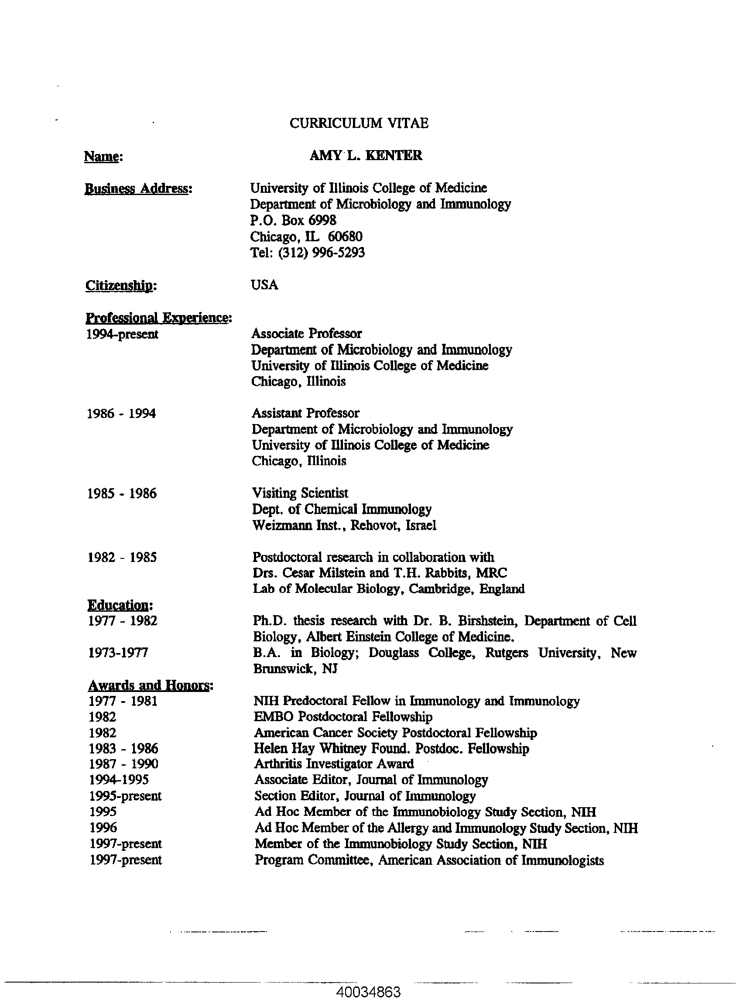 CURRICULUM VITAE
Name: AMY L. KENTER
Business Address: University of Illinois College of Medicine
Department of Microbiology and Immunology
P.O. Box 6998
Chicago, IL 60680
Tel: (312) 996-5293
Citizenship: USA
Professional Experience:
1994-present Associate Professor
Department of Microbiology and Immunology
University of Illinois College of Medicine
Chicago, Illinois
1986 - 1994 Assistant Professor
Department of Microbiology and Immunology
University of Illinois College of Medicine
Chicago, Illinois
1985 - 1986 Visiting Scientist
Dept. of Chemical Immunology
Weizmann Inst., Rehovot, Israel
1982 - 1985 Postdoctoral research in collaboration with
Drs. Cesar Milstein and T.H. Rabbits, MRC
Lab of Molecular Biology, Cambridge, England
Education:
1977 - 1982 Ph.D. thesis research with Dr. B. Birshstein, Department of Cell
Biology, Albert Einstein College of Medicine.
1973-1977 B.A. in Biology; Douglass College, Rutgers University, New
Brunswick, NJ
Awards and Honors:
1977 - 1981 NIH Predoctoral Fellow in Immunology and Immunology
1982 EMBO Postdoctoral Fellowship
1982 American Cancer Society Postdoctoral Fellowship
1983 - 1986 Helen Hay Whitney Found. Postdoc. Fellowship
1987 - 1990 Arthritis Investigator Award
1994-1995 Associate Editor, Journal of Immunology
1995-present Section Editor, Journal of Immunology
1995 Ad Hoc Member of the Immunobiology Study Section, NIH
1996 Ad Hoc Member of the Allergy and Immunology Study Section, NIH
1997-present Member of the Immunobiology Study Section, NIH
1997-present Program Committee, American Association of Immunologists
40034863